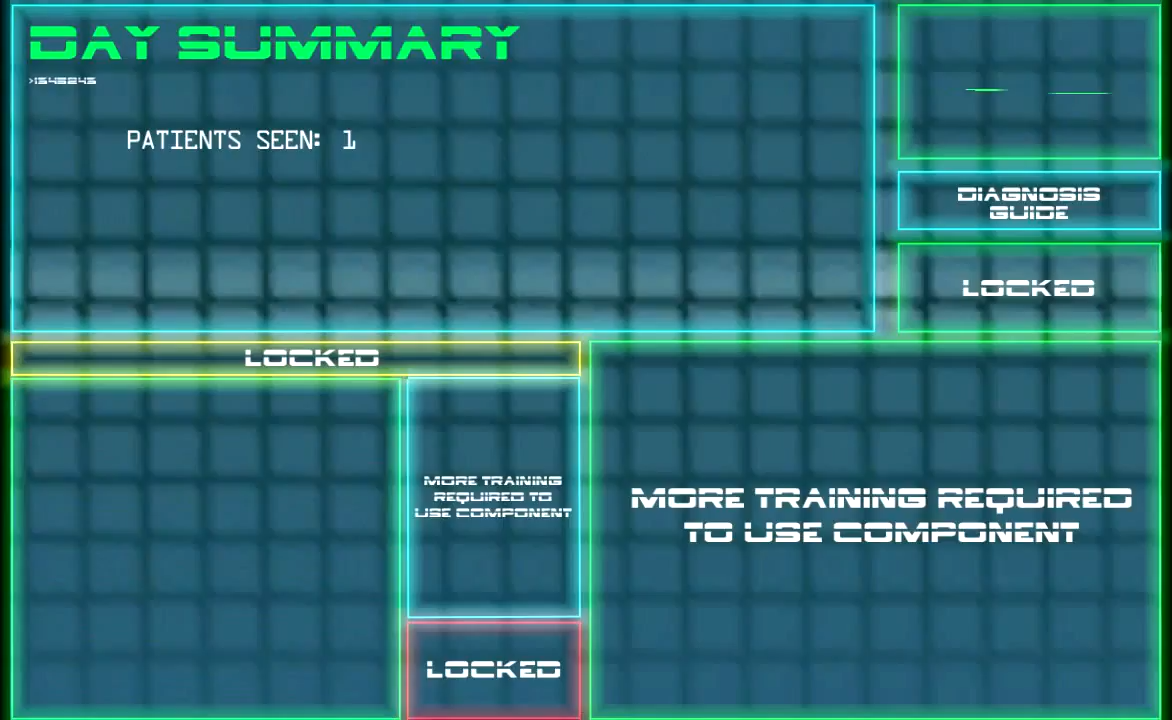 DAY SUMMARY
>1545245
PATIENTS SEEN: 1
DIAGNOSIS
GUIDE
LOCKED
LOCKED
MORE TRAINING
REQUIRED TO
USE COMPONENT
MORE TRAINING REQUIRED
TO USE COMPONENT
LOCKED